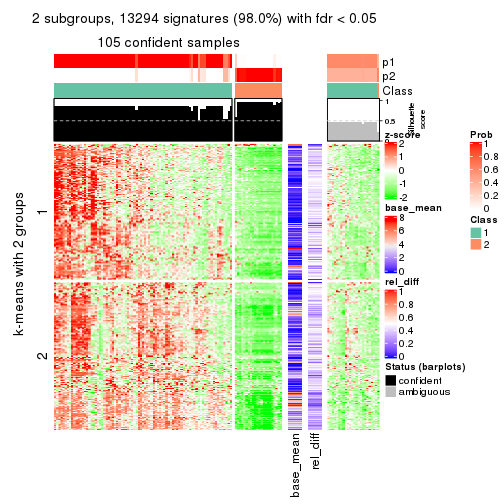 2 subgroups, 13294 signatures (98.0%) with fdr < 0.05
105 confident samples
p1
p2
Class
1
0.5
0
Silhouette
score
k-means with 2 groups
1
2
base_mean
rel_diff
z-score
2
1
0
-1
-2
base_mean
8
6
4
2
0
rel_diff
1
0.8
0.6
0.4
0.2
0
Status (barplots)
confident
ambiguous
Prob
1
0.8
0.6
0.4
0.2
0
Class
1
2